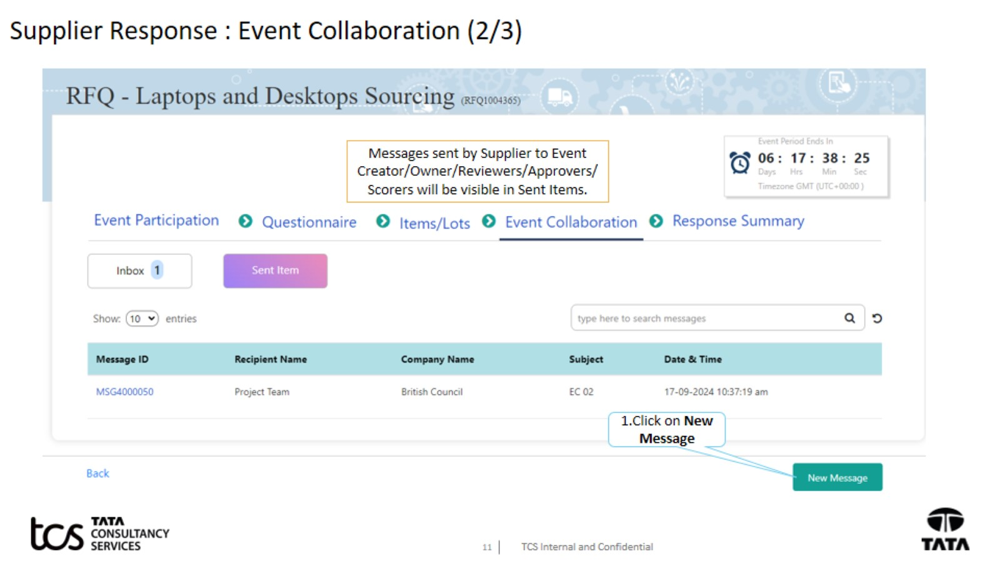 Supplier Response : Event Collaboration (2/3)
RFQ - Laptops and Desktops Sourcing (RFQ1004365)
Messages sent by Supplier to Event
Creator/Owner/Reviewers/Approvers/
Scorers will be visible in Sent Items.
Event Period Ends In
06 : 17 : 38 : 25
Days Hrs Min Sec
Timezone GMT (UTC+00:00 )
Event Participation Questionnaire Items/Lots Event Collaboration Response Summary
Inbox 1 Sent Item
Show: 10 entries type here to search messages
Message ID Recipient Name Company Name Subject Date & Time
MSG4000050 Project Team British Council EC 02 17-09-2024 10:37:19 am
1.Click on New
Message
Back New Message
tcs TATA
CONSULTANCY
SERVICES
11 TCS Internal and Confidential
TATA